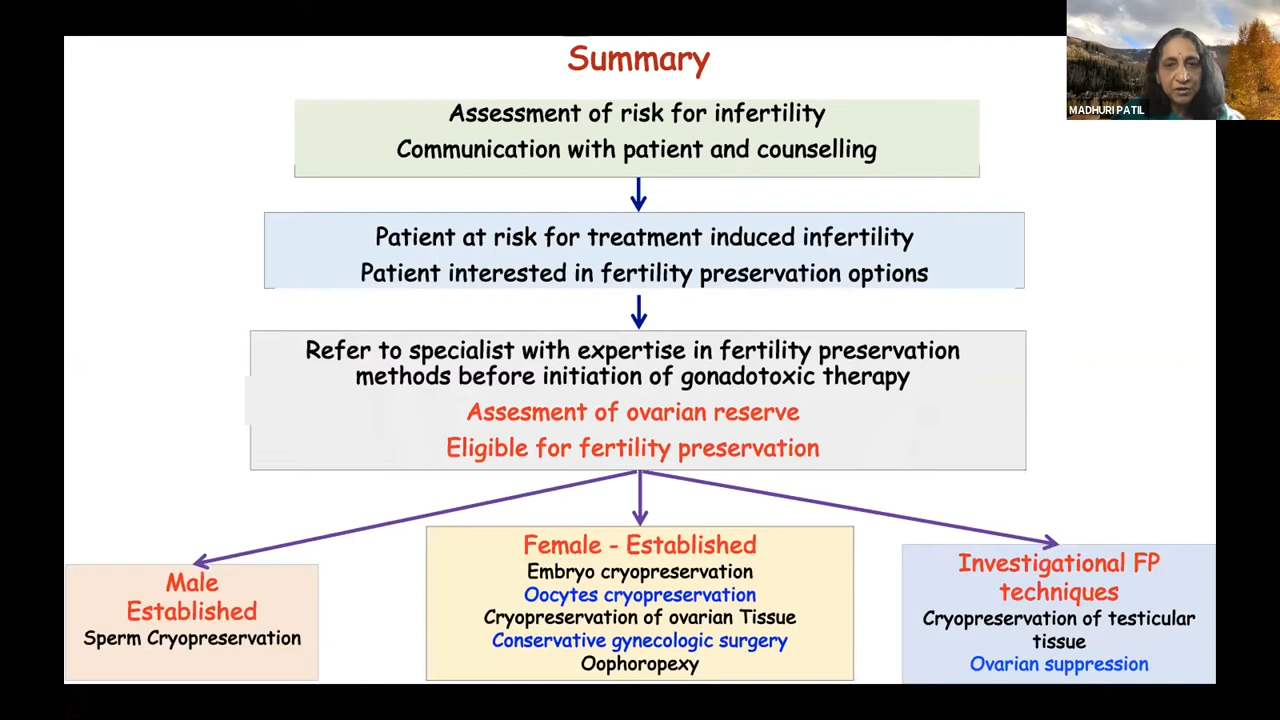 Summary
MADHURI PATIL
Assessment of risk for infertility
Communication with patient and counselling
Patient at risk for treatment induced infertility
Patient interested in fertility preservation options
Refer to specialist with expertise in fertility preservation
methods before initiation of gonadotoxic therapy
Assesment of ovarian reserve
Eligible for fertility preservation
Male
Established
Sperm Cryopreservation
Female - Established
Embryo cryopreservation
Oocytes cryopreservation
Cryopreservation of ovarian Tissue
Conservative gynecologic surgery
Oophoropexy
Investigational FP
techniques
Cryopreservation of testicular
tissue
Ovarian suppression